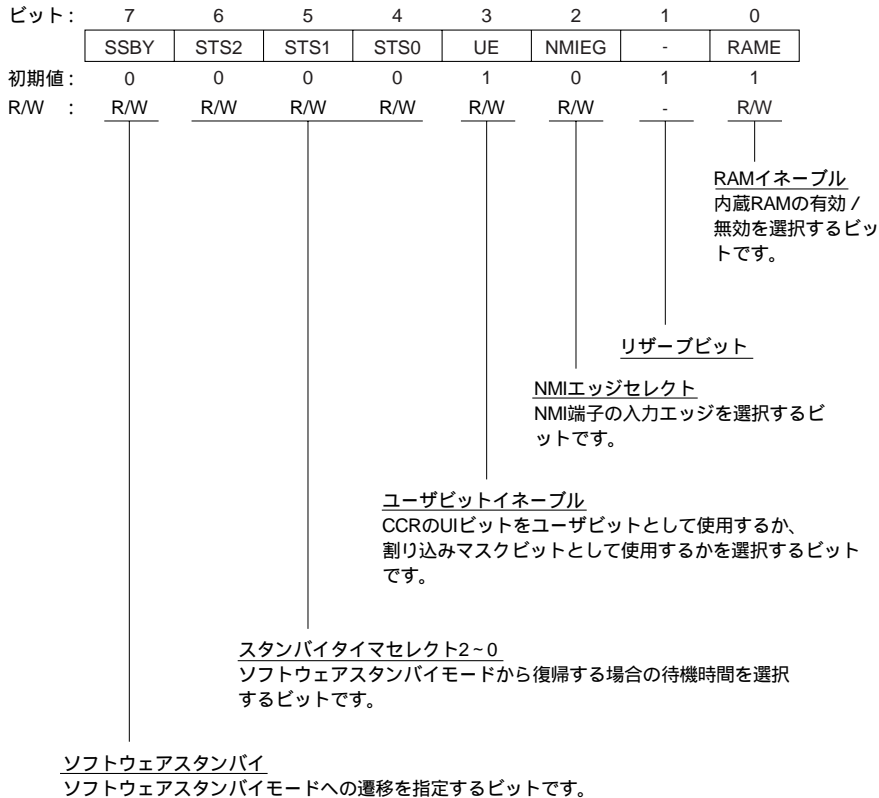 ビット : 7 6 5 4 3 2 1 0
SSBY STS2 STS1 STS0 UE NMIEG - RAME
初期値 : 0 0 0 0 1 0 1 1
R/W : R/W R/W R/W R/W R/W R/W - R/W
RAMイネーブル
内蔵RAMの有効/
無効を選択するビッ
トです。
リザーブビット
NMIエッジセレクト
NMI端子の入力エッジを選択するビ
ットです。
ユーザビットイネーブル
CCRのUIビットをユーザビットとして使用するか、
割り込みマスクビットとして使用するかを選択するビット
です。
スタンバイタイマセレクト2~0
ソフトウェアスタンバイモードから復帰する場合の待機時間を選択
するビットです。
ソフトウェアスタンバイ
ソフトウェアスタンバイモードへの遷移を指定するビットです。